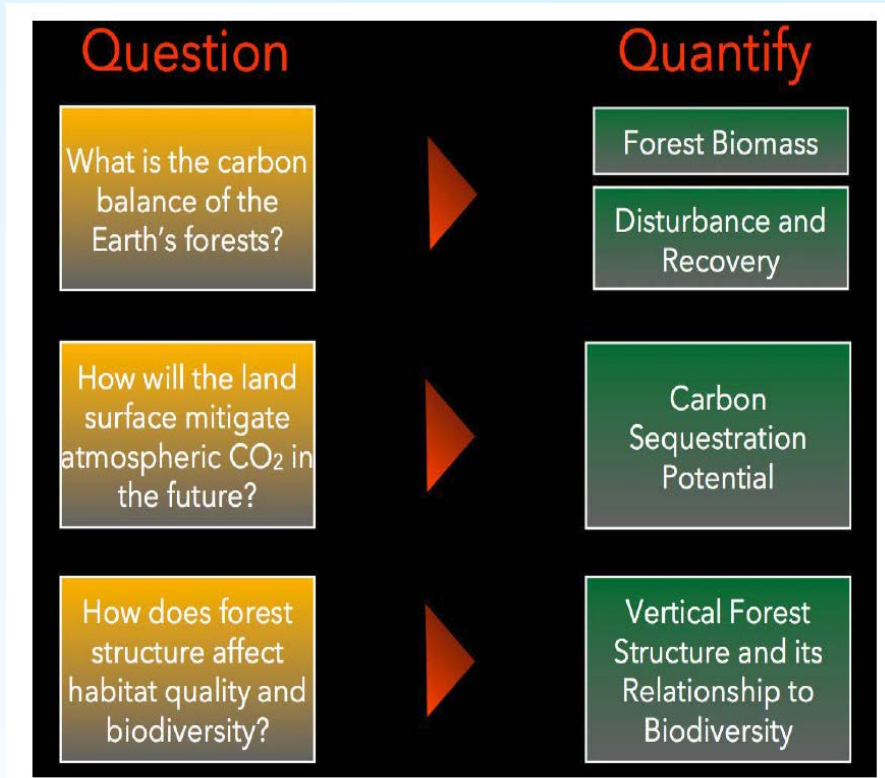 Question
Quantify
What is the carbon
balance of the
Earth's forests?
Forest Biomass
Disturbance and
Recovery
How will the land
surface mitigate
atmospheric CO2 in
the future?
Carbon
Sequestration
Potential
How does forest
structure affect
habitat quality and
biodiversity?
Vertical Forest
Structure and its
Relationship to
Biodiversity